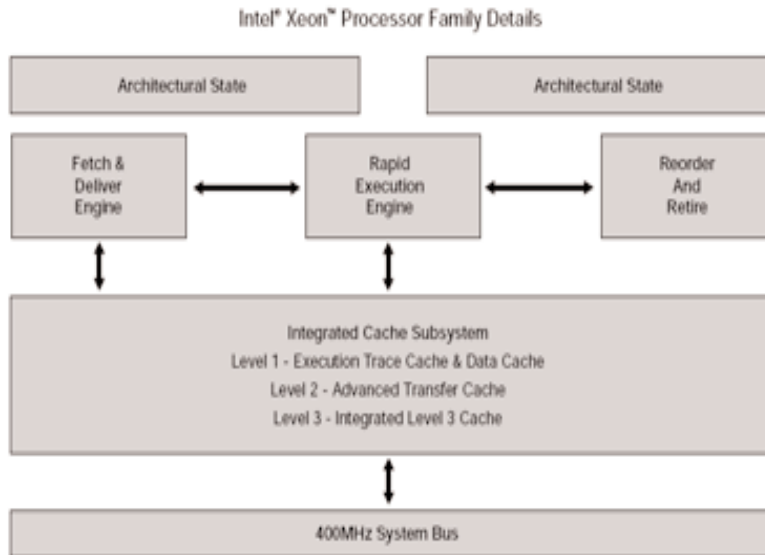 Intel® Xeon™ Processor Family Details
Architectural State
Architectural State
Fetch &
Deliver
Engine
Rapid
Execution
Engine
Reorder
And
Retire
Integrated Cache Subsystem
Level 1 - Execution Trace Cache & Data Cache
Level 2 - Advanced Transfer Cache
Level 3 - Integrated Level 3 Cache
400MHz System Bus